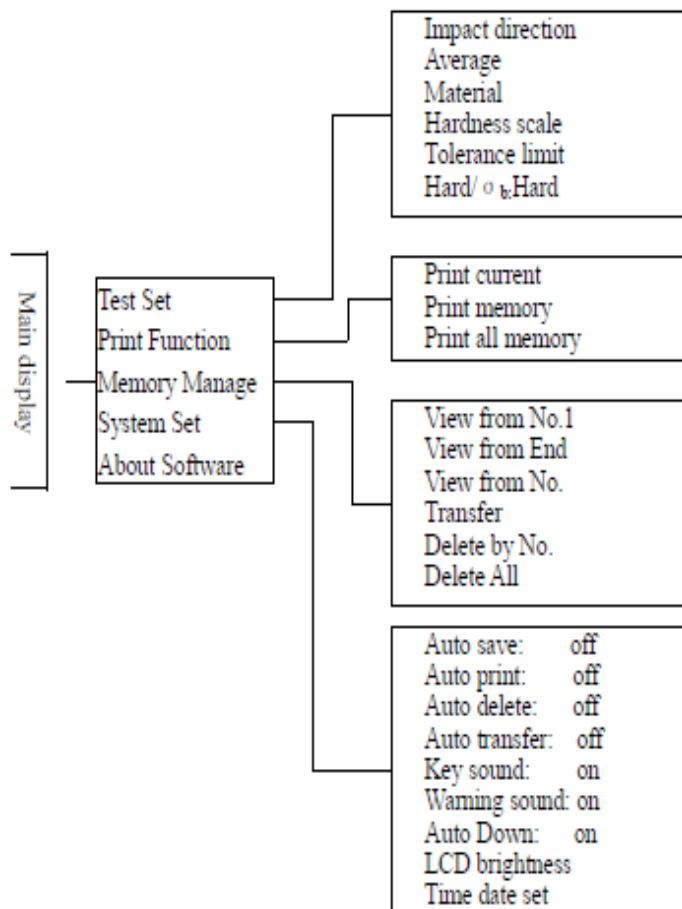 Main display
Test Set
Print Function
Memory Manage
System Set
About Software
Impact direction
Average
Material
Hardness scale
Tolerance limit
Hard/σb:Hard
Print current
Print memory
Print all memory
View from No.1
View from End
View from No.
Transfer
Delete by No.
Delete All
Auto save: off
Auto print: off
Auto delete: off
Auto transfer: off
Key sound: on
Warning sound: on
Auto Down: on
LCD brightness
Time date set